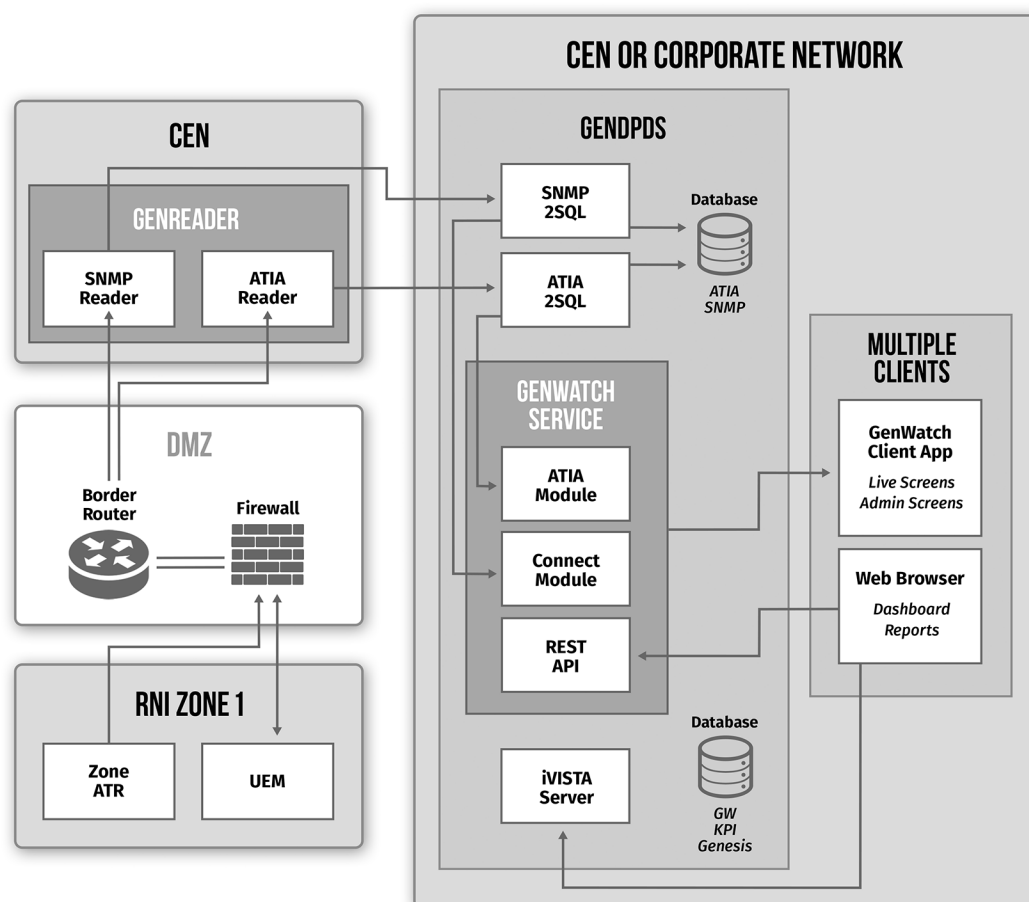 CEN OR CORPORATE NETWORK
CEN
GENREADER
SNMP
Reader
ATIA
Reader
DMZ
Border
Router
Firewall
RNI ZONE 1
Zone
ATR
UEM
GENDPDS
SNMP
2SQL
ATIA
2SQL
Database
ATIA
SNMP
GENWATCH
SERVICE
ATIA
Module
Connect
Module
REST
API
iVISTA
Server
Database
GW
KPI
Genesis
MULTIPLE
CLIENTS
GenWatch
Client App
Live Screens
Admin Screens
Web Browser
Dashboard
Reports